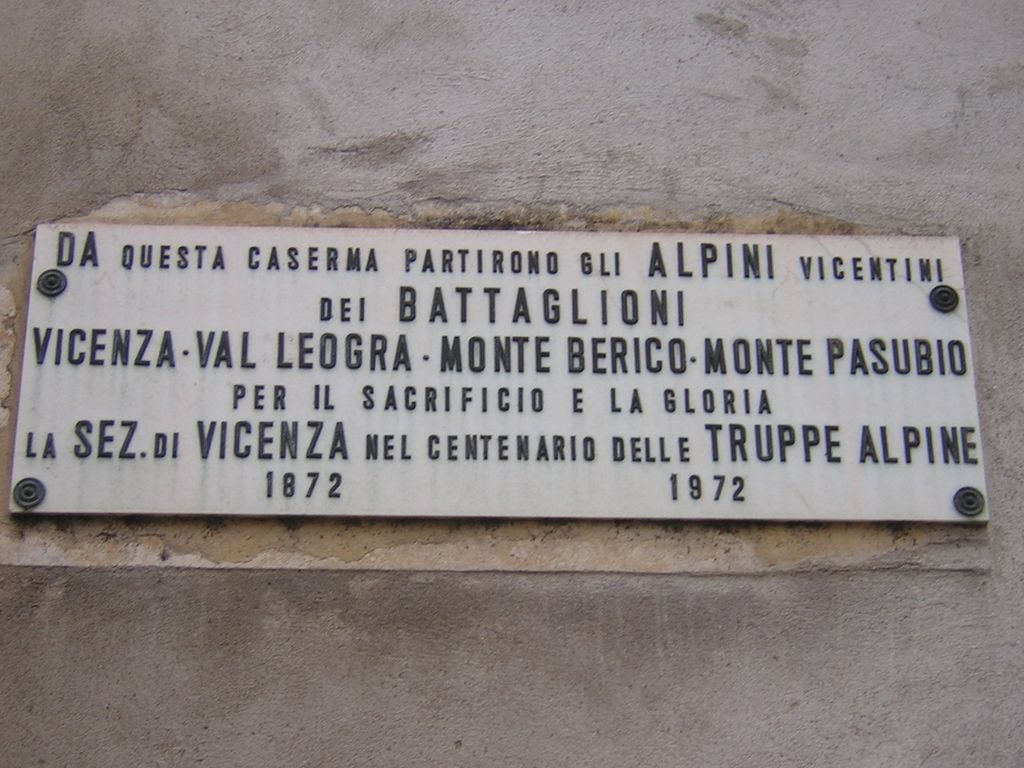 DA QUESTA CASERMA PARTIRONO GLI ALPINI VICENTINI
DEI BATTAGLIONI
VICENZA·VAL LEOGRA·MONTE BERICO·MONTE PASUBIO
PER IL SACRIFICIO E LA GLORIA
LA SEZ. DI VICENZA NEL CENTENARIO DELLE TRUPPE ALPINE
1872 1972